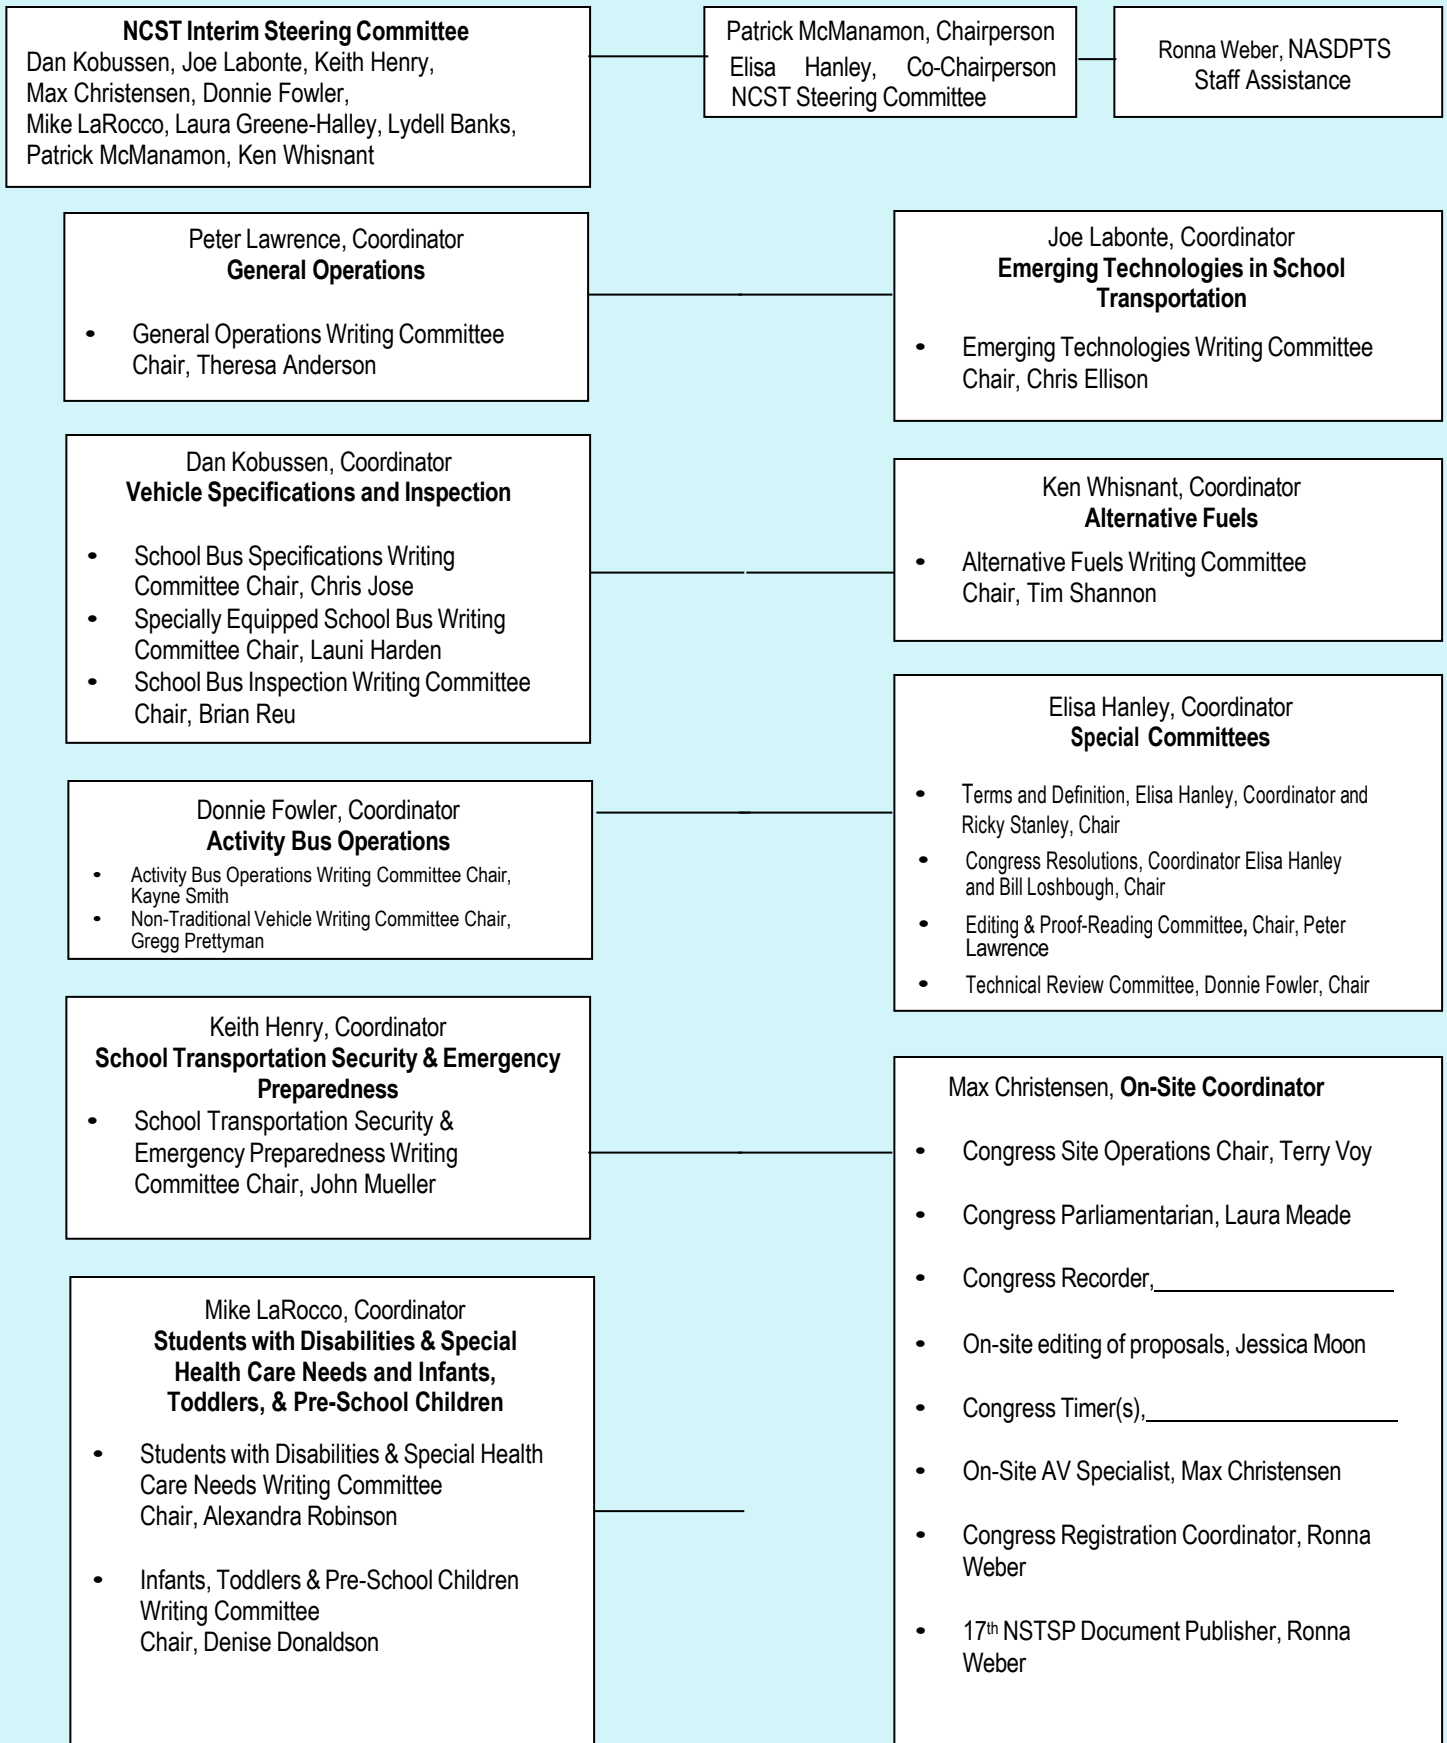 NCST Interim Steering Committee
Dan Kobussen, Joe Labonte, Keith Henry,
Max Christensen, Donnie Fowler,
Mike LaRocco, Laura Greene-Halley, Lydell Banks,
Patrick McManamon, Ken Whisnant
Patrick McManamon, Chairperson
Elisa Hanley, Co-Chairperson
NCST Steering Committee
Ronna Weber, NASDPTS
Staff Assistance
Peter Lawrence, Coordinator
General Operations
• General Operations Writing Committee
Chair, Theresa Anderson
Joe Labonte, Coordinator
Emerging Technologies in School
Transportation
• Emerging Technologies Writing Committee
Chair, Chris Ellison
Dan Kobussen, Coordinator
Vehicle Specifications and Inspection
• School Bus Specifications Writing
Committee Chair, Chris Jose
• Specially Equipped School Bus Writing
Committee Chair, Launi Harden
• School Bus Inspection Writing Committee
Chair, Brian Reu
Ken Whisnant, Coordinator
Alternative Fuels
• Alternative Fuels Writing Committee
Chair, Tim Shannon
Donnie Fowler, Coordinator
Activity Bus Operations
• Activity Bus Operations Writing Committee Chair,
Kayne Smith
• Non-Traditional Vehicle Writing Committee Chair,
Gregg Prettyman
Elisa Hanley, Coordinator
Special Committees
• Terms and Definition, Elisa Hanley, Coordinator and
Ricky Stanley, Chair
• Congress Resolutions, Coordinator Elisa Hanley
and Bill Loshbough, Chair
• Editing & Proof-Reading Committee, Chair, Peter
Lawrence
• Technical Review Committee, Donnie Fowler, Chair
Keith Henry, Coordinator
School Transportation Security & Emergency
Preparedness
• School Transportation Security &
Emergency Preparedness Writing
Committee Chair, John Mueller
Max Christensen, On-Site Coordinator
• Congress Site Operations Chair, Terry Voy
• Congress Parliamentarian, Laura Meade
• Congress Recorder,____________________
• On-site editing of proposals, Jessica Moon
• Congress Timer(s),____________________
• On-Site AV Specialist, Max Christensen
• Congress Registration Coordinator, Ronna
Weber
• 17th NSTSP Document Publisher, Ronna
Weber
Mike LaRocco, Coordinator
Students with Disabilities & Special
Health Care Needs and Infants,
Toddlers, & Pre-School Children
• Students with Disabilities & Special Health
Care Needs Writing Committee
Chair, Alexandra Robinson
• Infants, Toddlers & Pre-School Children
Writing Committee
Chair, Denise Donaldson